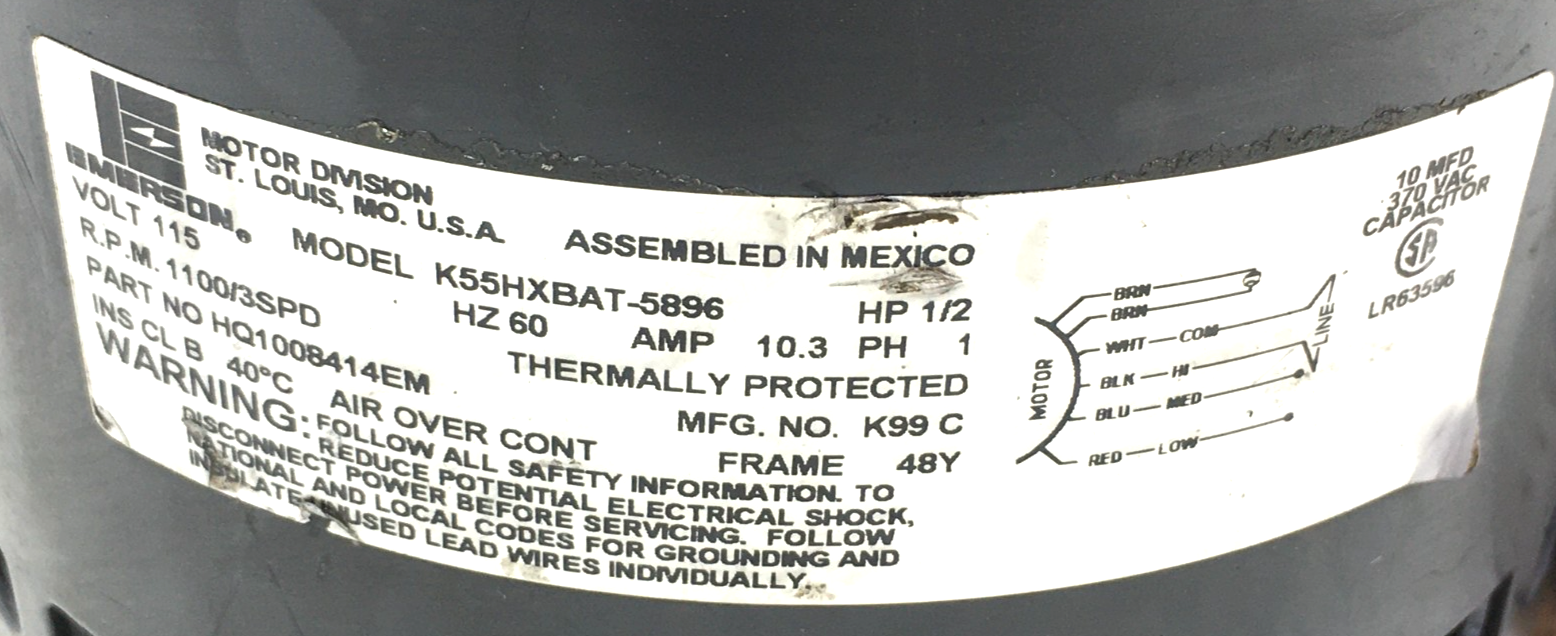 EMERSON®
MOTOR DIVISION
ST. LOUIS, MO. U.S.A.
ASSEMBLED IN MEXICO
VOLT 115
MODEL K55HXBAT-5896
HP 1/2
R.P.M. 1100/3SPD
HZ 60
AMP 10.3 PH 1
PART NO HQ1008414EM
THERMALLY PROTECTED
INS CL B 40°C AIR OVER CONT
MFG. NO. K99 C
FRAME 48Y
WARNING: FOLLOW ALL SAFETY INFORMATION. TO
REDUCE POTENTIAL ELECTRICAL SHOCK,
DISCONNECT POWER BEFORE SERVICING. FOLLOW
NATIONAL AND LOCAL CODES FOR GROUNDING AND
INSULATE UNUSED LEAD WIRES INDIVIDUALLY.
MOTOR
BRN
BRN
WHT COM
BLK HI
BLU MED
RED LOW
LINE
10 MFD
370 VAC
CAPACITOR
SA
LR63596